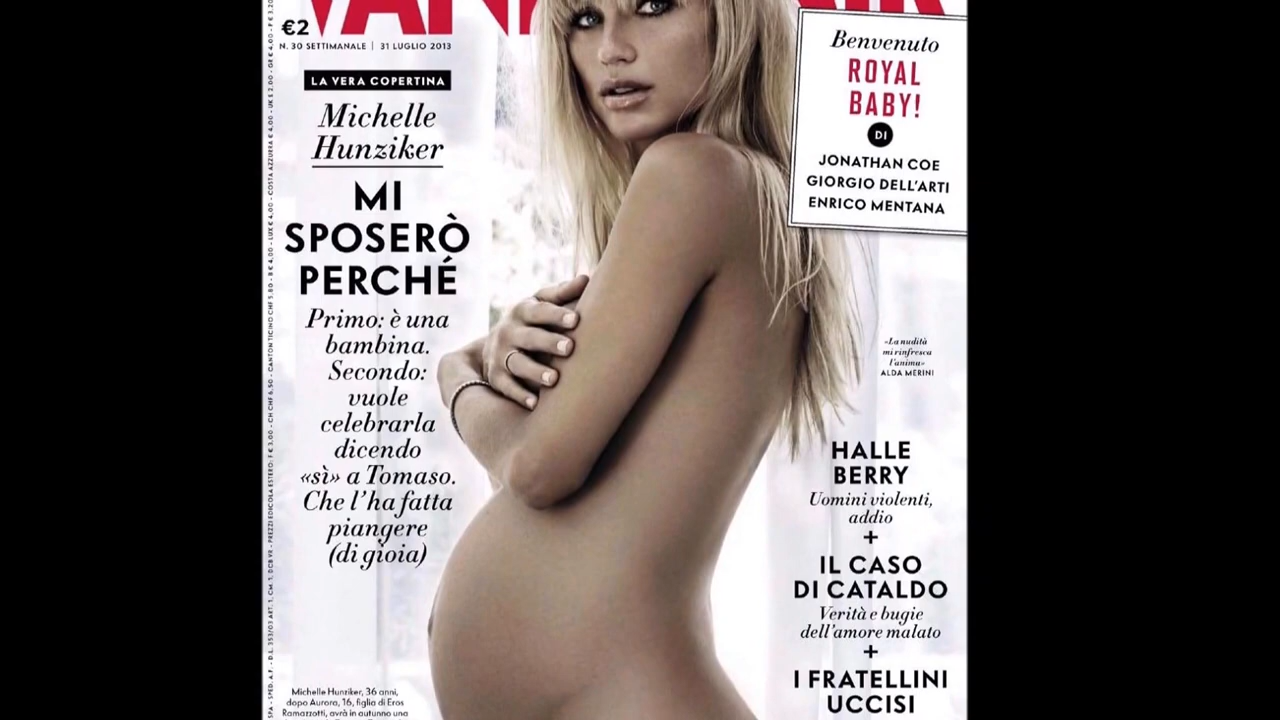 VANITY FAIR
€2
N. 30 SETTIMANALE | 31 LUGLIO 2013
LA VERA COPERTINA
Michelle
Hunziker
MI
SPOSERÒ
PERCHÉ
Primo: è una
bambina.
Secondo:
vuole
celebrarla
dicendo
«sì» a Tomaso.
Che l'ha fatta
piangere
(di gioia)
Michelle Hunziker, 36 anni,
dopo Aurora, 16, figlia di Eros
Ramazzotti, avrà in autunno una
Benvenuto
ROYAL
BABY!
DI
JONATHAN COE
GIORGIO DELL'ARTI
ENRICO MENTANA
«La nudità
mi rinfresca
l'anima»
ALDA MERINI
HALLE
BERRY
Uomini violenti,
addio
+
IL CASO
DI CATALDO
Verità e bugie
dell'amore malato
+
I FRATELLINI
UCCISI